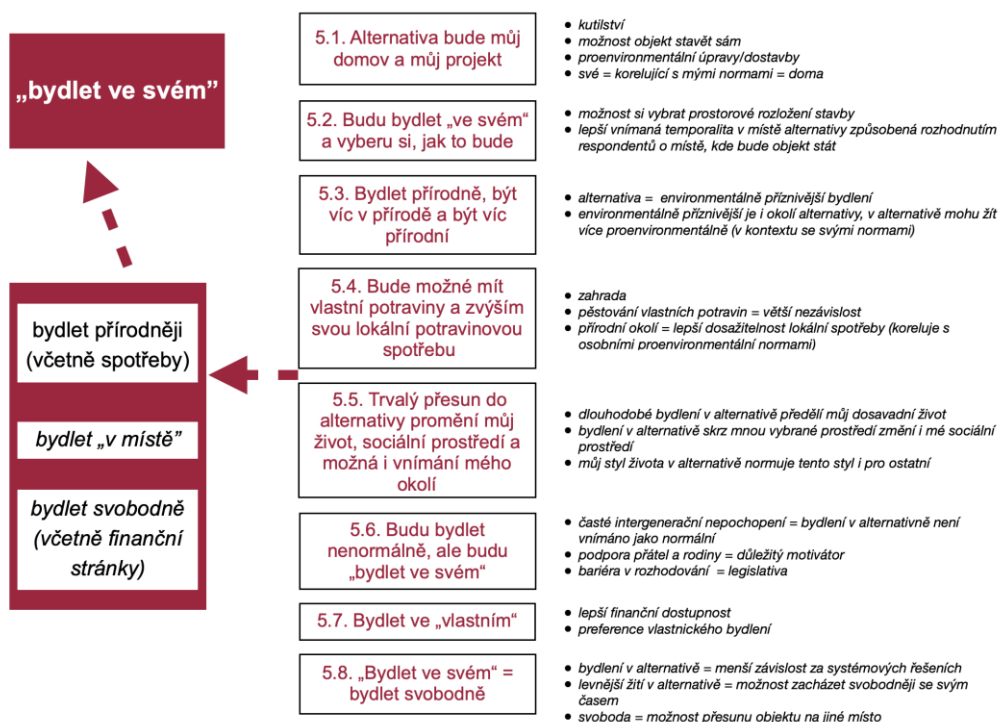 „bydlet ve svém”
bydlet přírodněji
(včetně spotřeby)
bydlet „v místě”
bydlet svobodně
(včetně finanční
stránky)
5.1. Alternativa bude můj
domov a můj projekt
• kutilství
• možnost objekt stavět sám
• proenvironmentální úpravy/dostavby
• své = korelující s mými normami = doma
5.2. Budu bydlet „ve svém“
a vyberu si, jak to bude
• možnost si vybrat prostorové rozložení stavby
• lepší vnímaná temporalita v místě alternativy způsobená rozhodnutím
respondentů o místě, kde bude objekt stát
5.3. Bydlet přírodně, být
víc v přírodě a být víc
přírodní
• alternativa = environmentálně příznivější bydlení
• environmentálně příznivější je i okolí alternativy, v alternativě mohu žít
více proenvironmentálně (v kontextu se svými normami)
5.4. Bude možné mít
vlastní potraviny a zvýším
svou lokální potravinovou
spotřebu
• zahrada
• pěstování vlastních potravin = větší nezávislost
• přírodní okolí = lepší dosažitelnost lokální spotřeby (koreluje s
osobními proenvironmentální normami)
5.5. Trvalý přesun do
alternativy promění můj
život, sociální prostředí a
možná i vnímání mého
okolí
• dlouhodobé bydlení v alternativě předělí můj dosavadní život
• bydlení v alternativě skrz mnou vybrané prostředí změní i mé sociální
prostředí
• můj styl života v alternativě normuje tento styl i pro ostatní
5.6. Budu bydlet
nenormálně, ale budu
„bydlet ve svém“
• časté intergenerační nepochopení = bydlení v alternativně není
vnímáno jako normální
• podpora přátel a rodiny = důležitý motivátor
• bariéra v rozhodování = legislativa
5.7. Bydlet ve „vlastním“
• lepší finanční dostupnost
• preference vlastnického bydlení
5.8. „Bydlet ve svém“ =
bydlet svobodně
• bydlení v alternativě = menší závislost za systémových řešeních
• levnější žití v alternativě = možnost zacházet svobodněji se svým
časem
• svoboda = možnost přesunu objektu na jiné místo